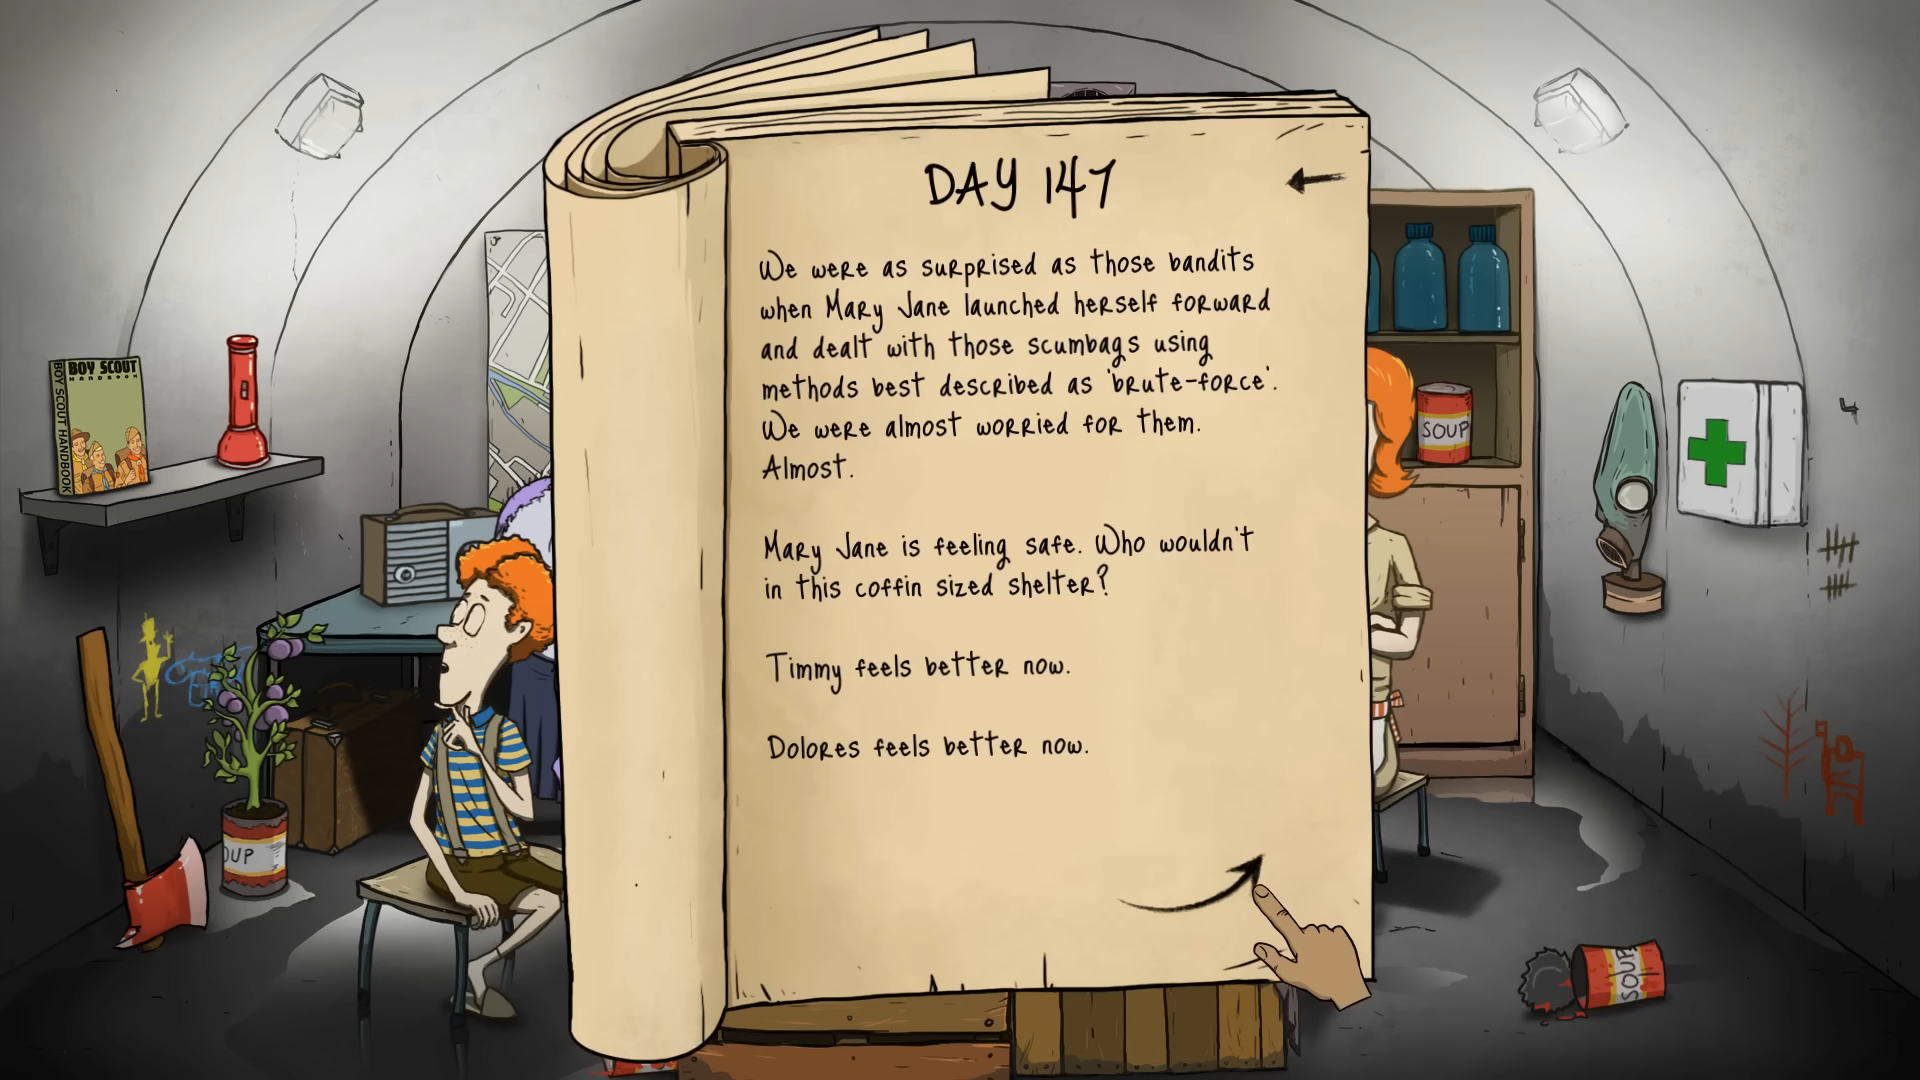 DAY 147
We were as surprised as those bandits
when Mary Jane launched herself forward
and dealt with those scumbags using
methods best described as 'brute-force'.
We were almost worried for them.
Almost.
Mary Jane is feeling safe. Who wouldn't
in this coffin sized shelter?
Timmy feels better now.
Dolores feels better now.
BOY SCOUT
HANDBOOK
BOY SCOUT HANDBOOK
SOUP
OUP
SOUP